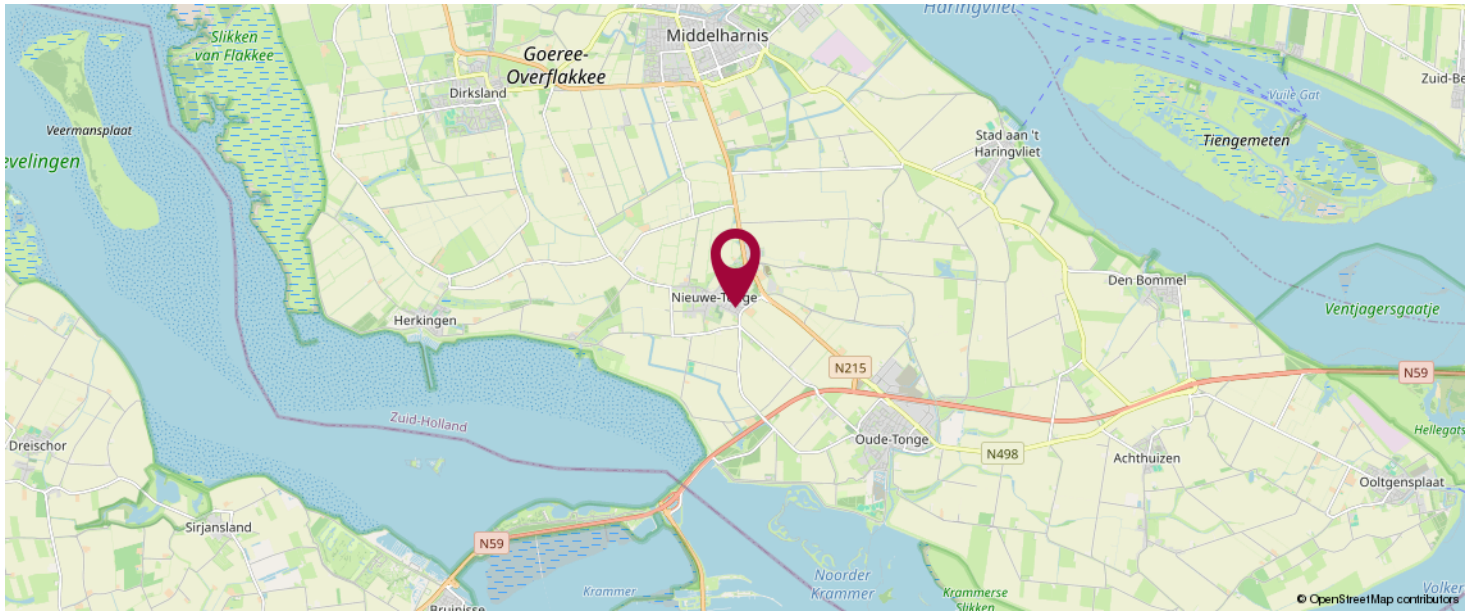 Haringvliet
Slikken
van Flakkee
Middelharnis
Goeree-
Overflakkee
Dirksland
Vuile Gat
Veermansplaat
Stad aan 't
Haringvliet
Tiengemeten
evelingen
Den Bommel
Nieuwe-Tonge
Herkingen
Ventjagersgaatje
N215
N59
Zuid-Holland
Hellegats
Dreischor
Oude-Tonge
N498
Achthuizen
Ooltgensplaat
Sirjansland
N59
Noorder
Krammer
Krammer
Krammerse
Slikken
Bruinisse
Volker
Zuid-Be
© OpenStreetMap contributors